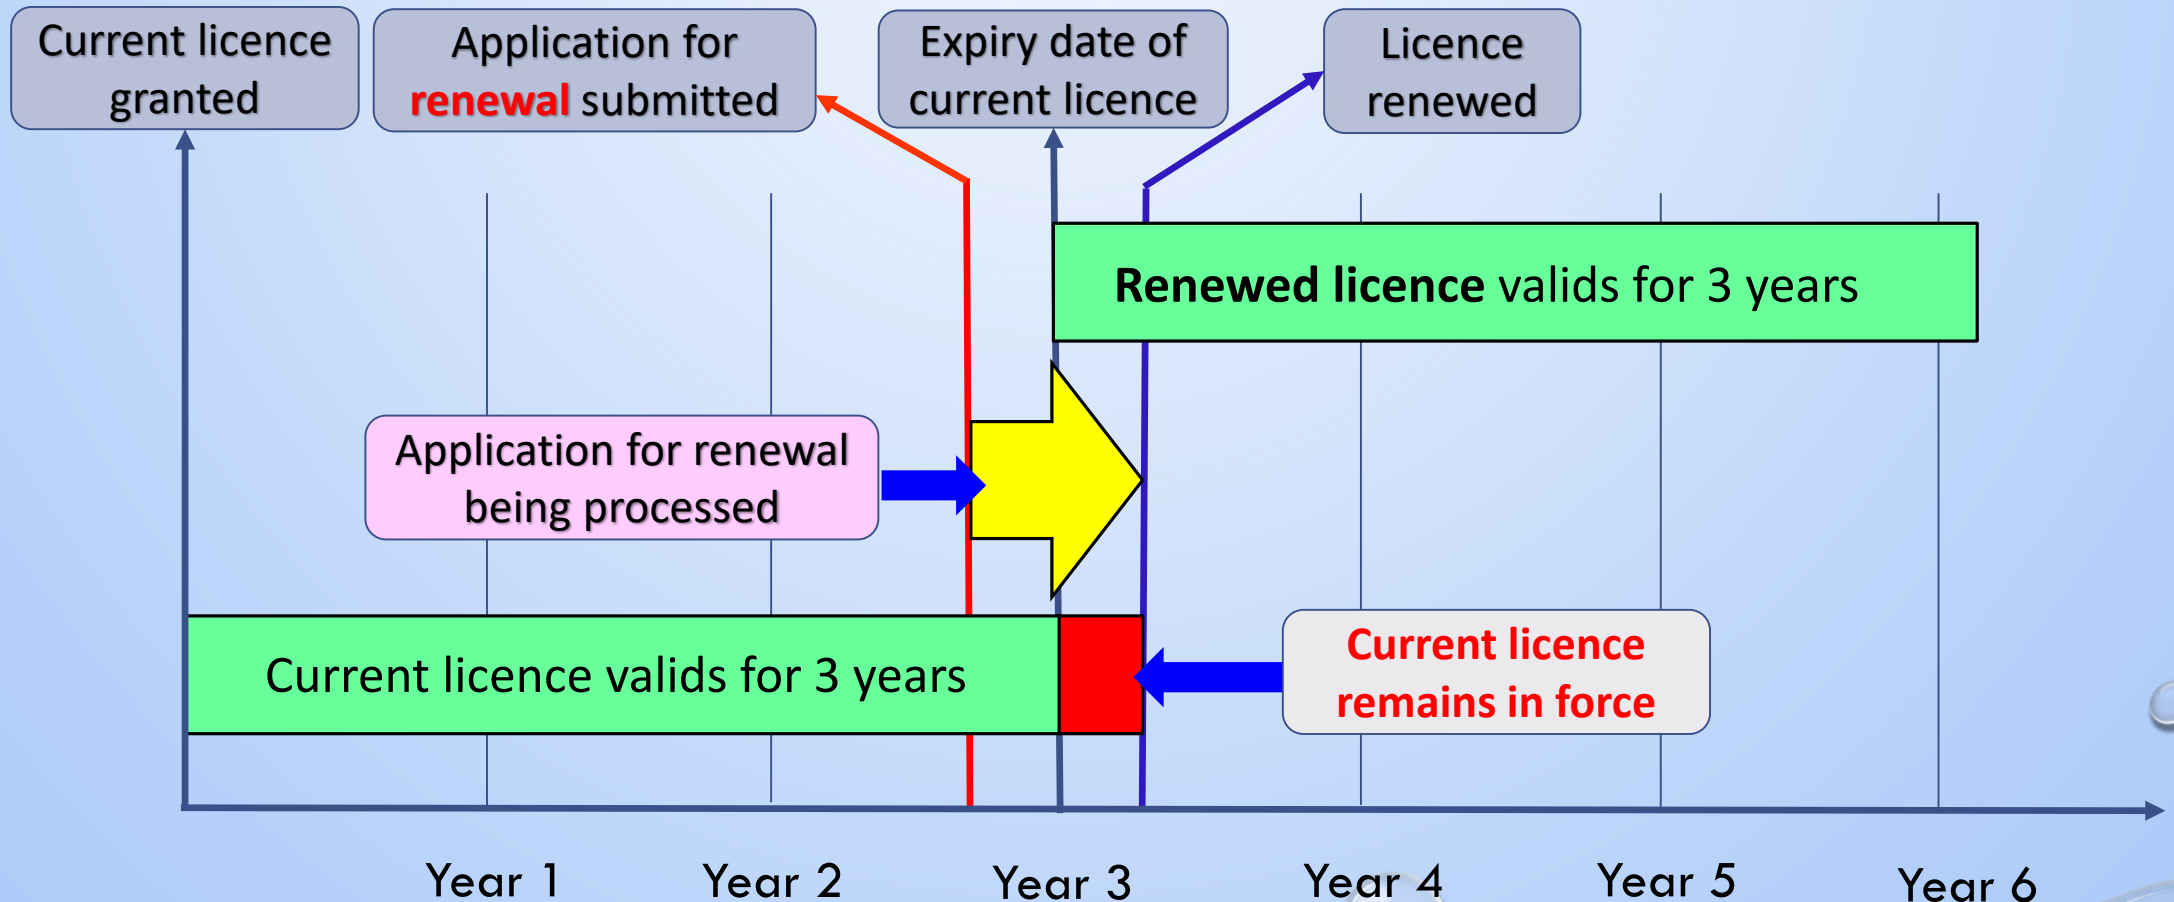 Current licence
granted
Application for
renewal submitted
Expiry date of
current licence
Licence
renewed
Renewed licence valids for 3 years
Application for renewal
being processed
Current licence valids for 3 years
Current licence
remains in force
Year 1
Year 2
Year 3
Year 4
Year 5
Year 6